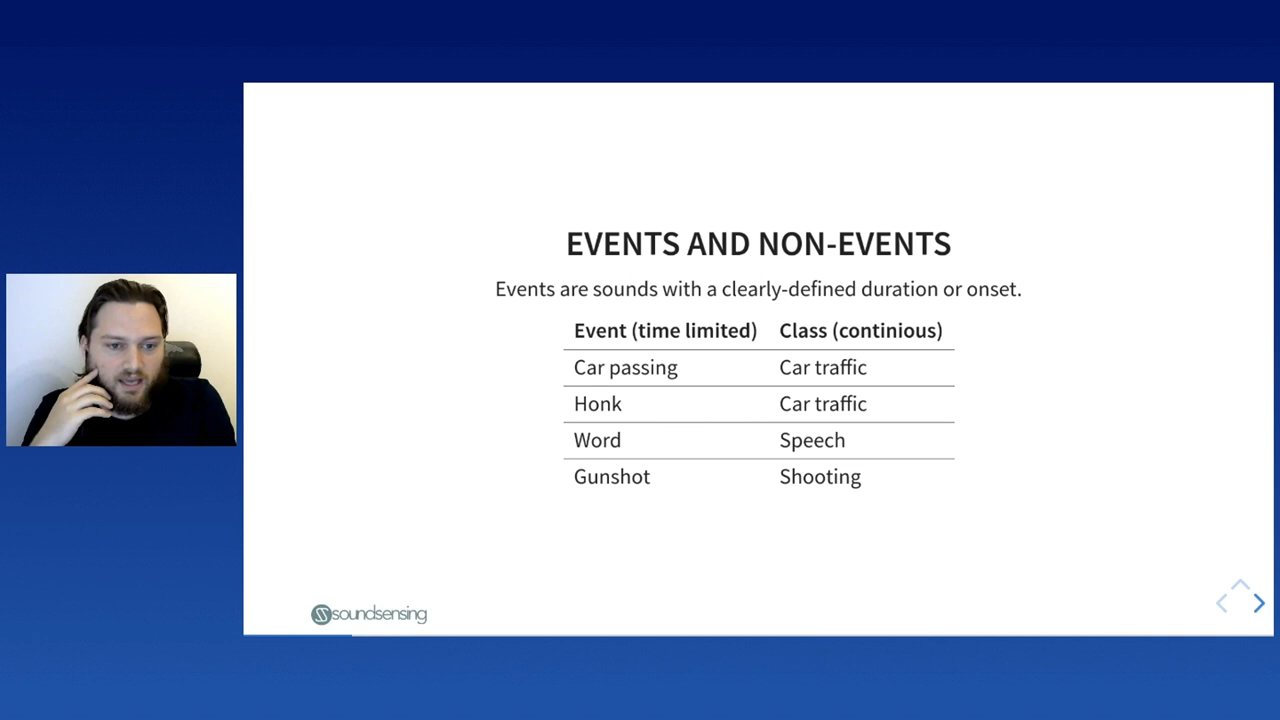 EVENTS AND NON-EVENTS
Events are sounds with a clearly-defined duration or onset.
Event (time limited) Class (continious)
Car passing Car traffic
Honk Car traffic
Word Speech
Gunshot Shooting
soundsensing